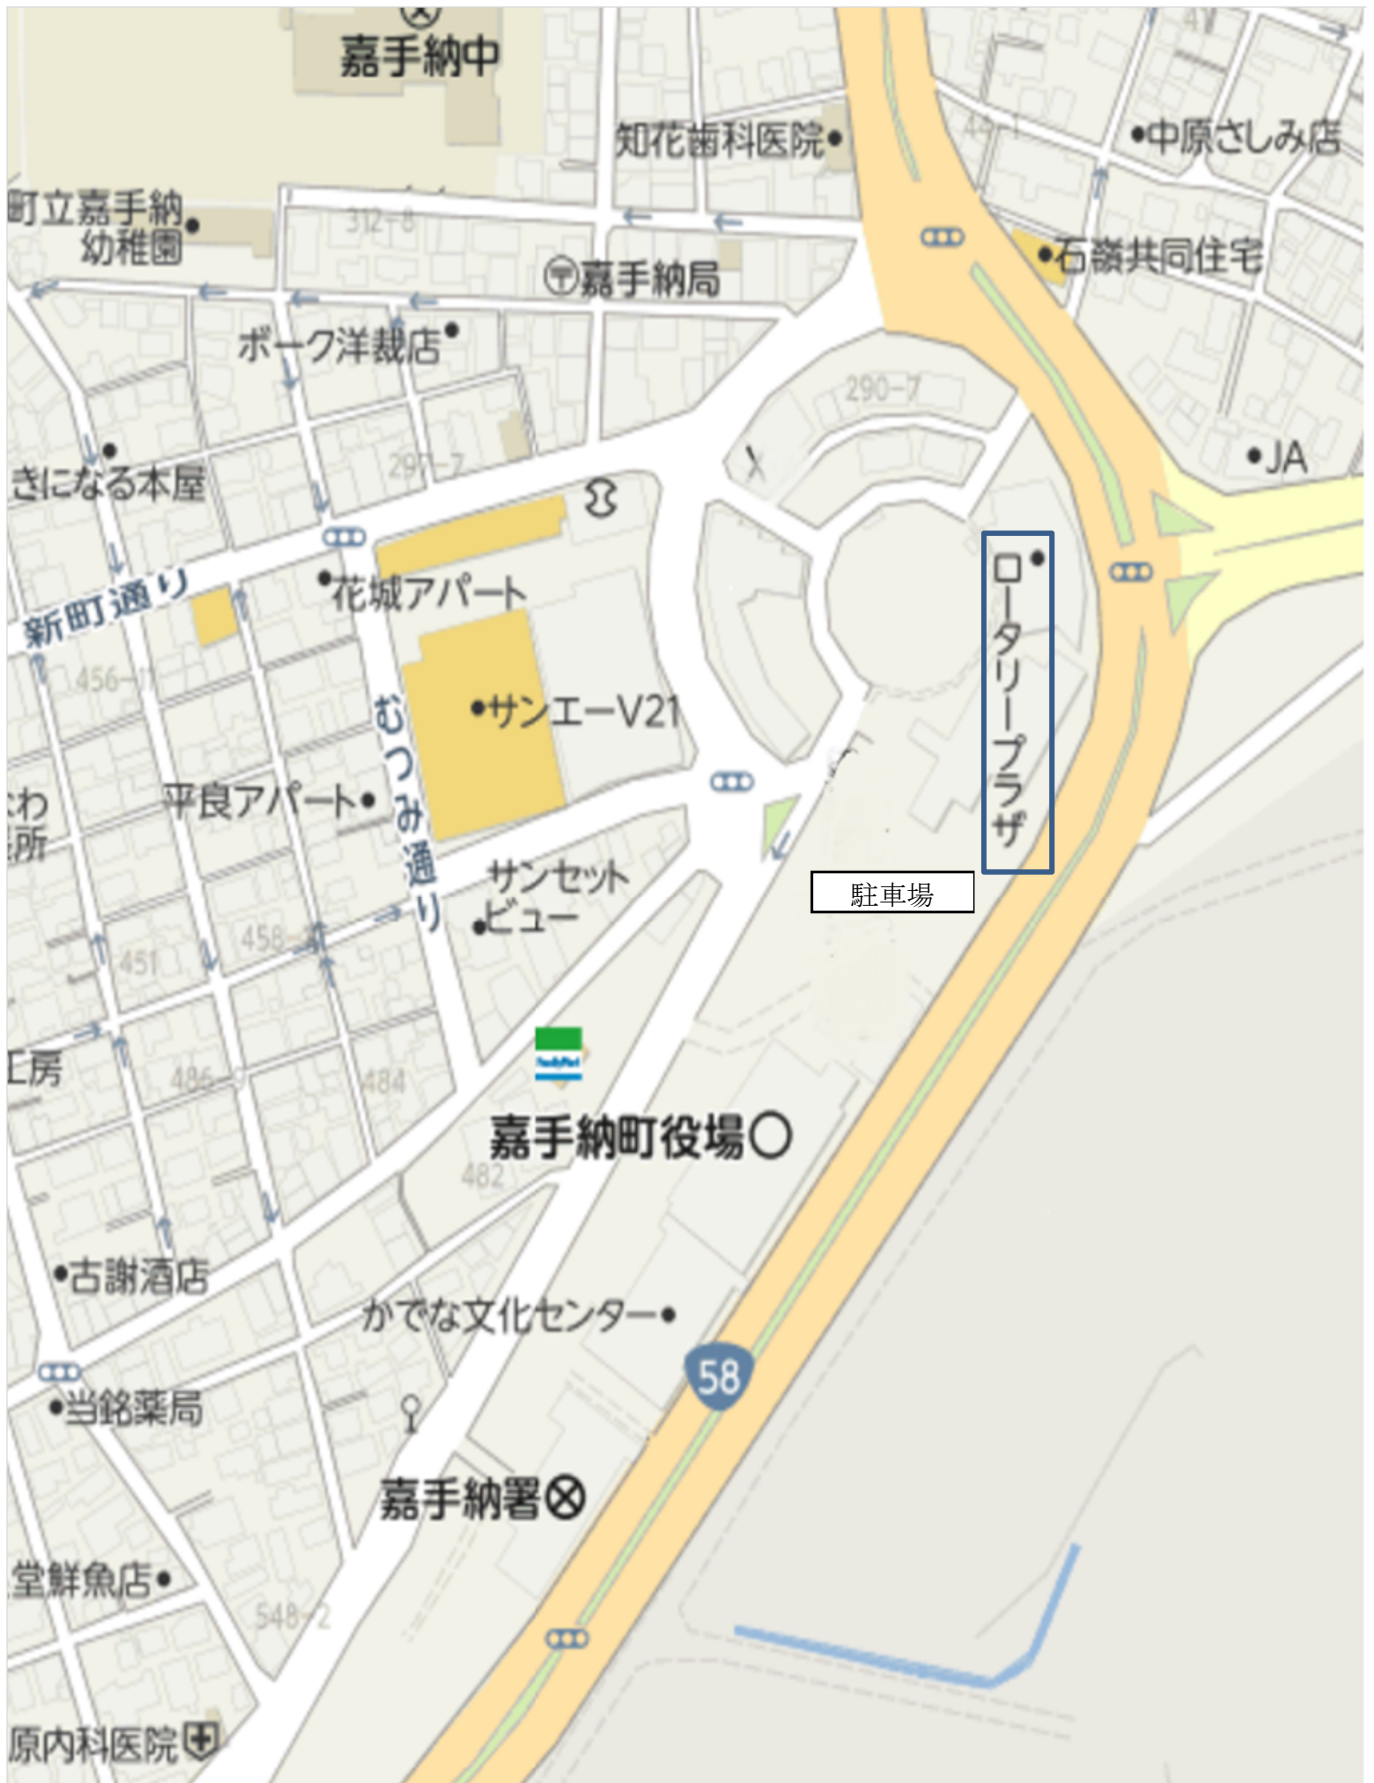 嘉手納中
知花歯科医院
44-1
中原さしみ店
町立嘉手納
幼稚園
312-8
〒嘉手納局
石嶺共同住宅
ボーク洋裁店
290-7
きになる本屋
297-7
JA
新町通り
花城アパート
ロータリープラザ
456-11
むつみ通り
サンエーV21
平良アパート
わ
所
サンセット
ビュー
駐車場
451
工房
486-9
484
FamilyMart
嘉手納町役場
482
古謝酒店
かでな文化センター
58
当銘薬局
嘉手納署
堂鮮魚店
548-2
原内科医院